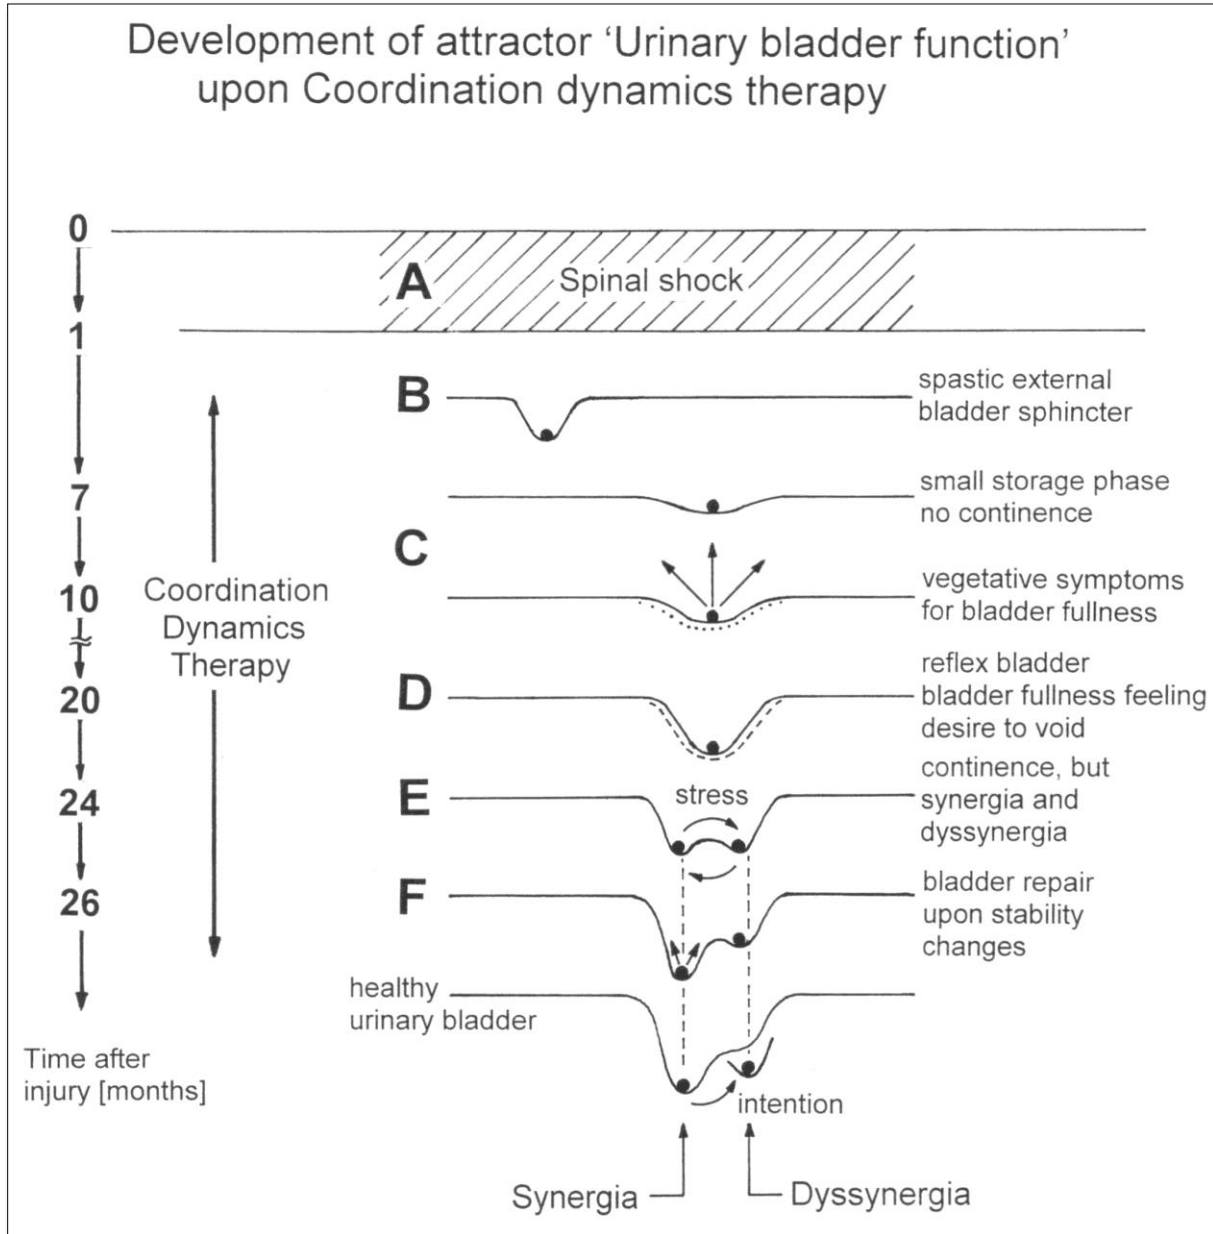 Development of attractor ‘Urinary bladder function’
upon Coordination dynamics therapy
0
A
Spinal shock
1
B
spastic external
bladder sphincter
7
small storage phase
no continence
C
10
Coordination
Dynamics
Therapy
vegetative symptoms
for bladder fullness
20
D
reflex bladder
bladder fullness feeling
desire to void
24
E
stress
continence, but
synergia and
dyssynergia
26
F
bladder repair
upon stability
changes
healthy
urinary bladder
Time after
injury [months]
intention
Synergia
Dyssynergia